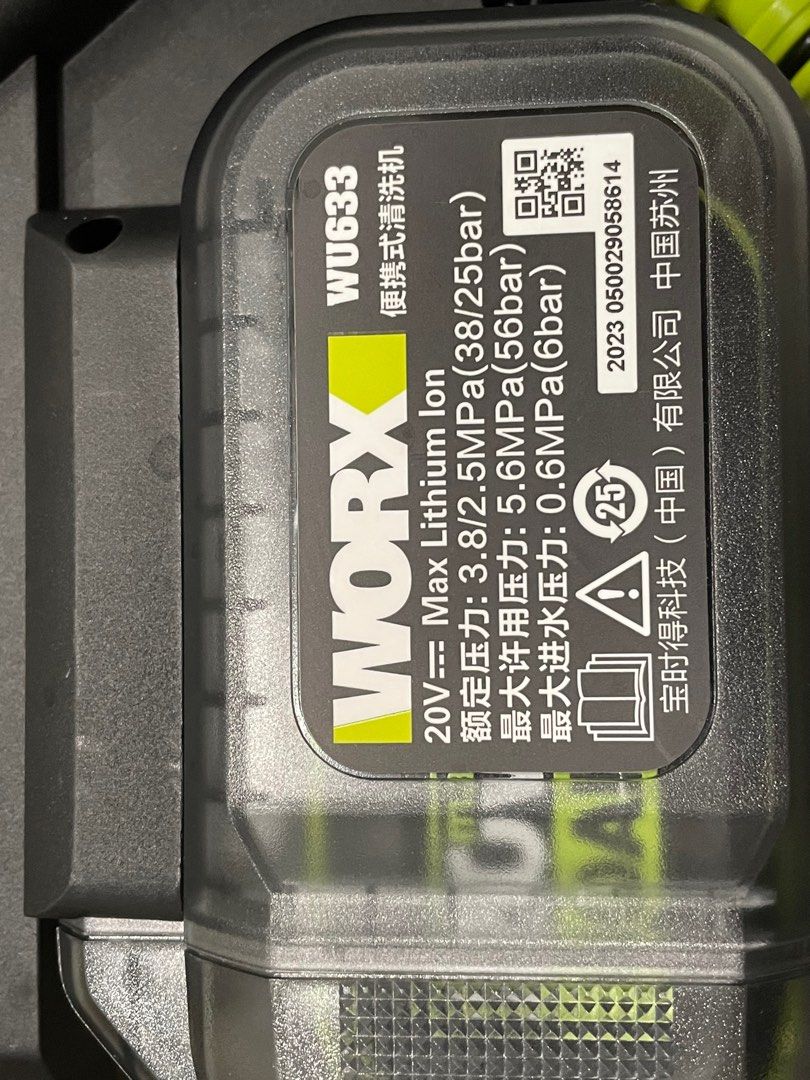 WORX
WU633
便携式清洗机
20V⎓ Max Lithium Ion
额定压力: 3.8/2.5MPa(38/25bar)
最大许用压力: 5.6MPa(56bar)
最大进水压力: 0.6MPa(6bar)
25
2023 050029058614
宝时得科技（中国）有限公司 中国苏州